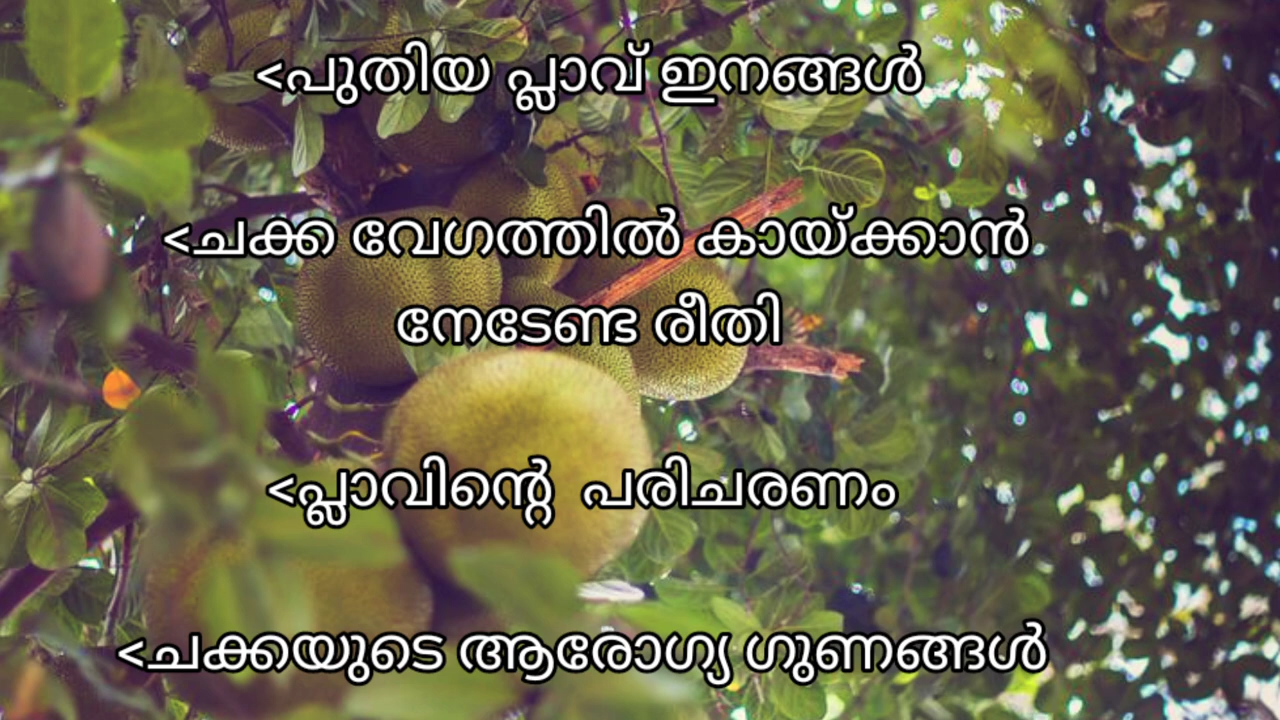 <പുതിയ പ്ലാവ് ഇനങ്ങൾ
<ചക്ക വേഗത്തിൽ കായ്ക്കാൻ
നേടേണ്ട രീതി
<പ്ലാവിന്റെ പരിചരണം
<ചക്കയുടെ ആരോഗ്യ ഗുണങ്ങൾ